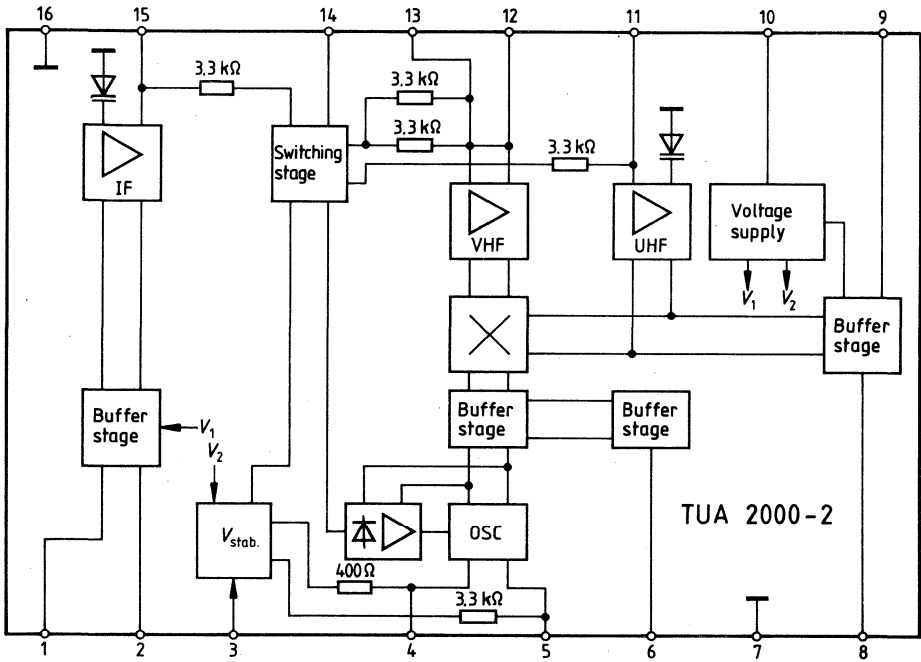 16
15
14
13
12
11
10
9
3,3 kΩ
3,3 kΩ
3,3 kΩ
3,3 kΩ
IF
Switching
stage
VHF
UHF
Voltage
supply
V1
V2
Buffer
stage
Buffer
stage
V1
V2
Buffer
stage
Buffer
stage
Vstab.
OSC
TUA 2000-2
400Ω
3,3 kΩ
1
2
3
4
5
6
7
8